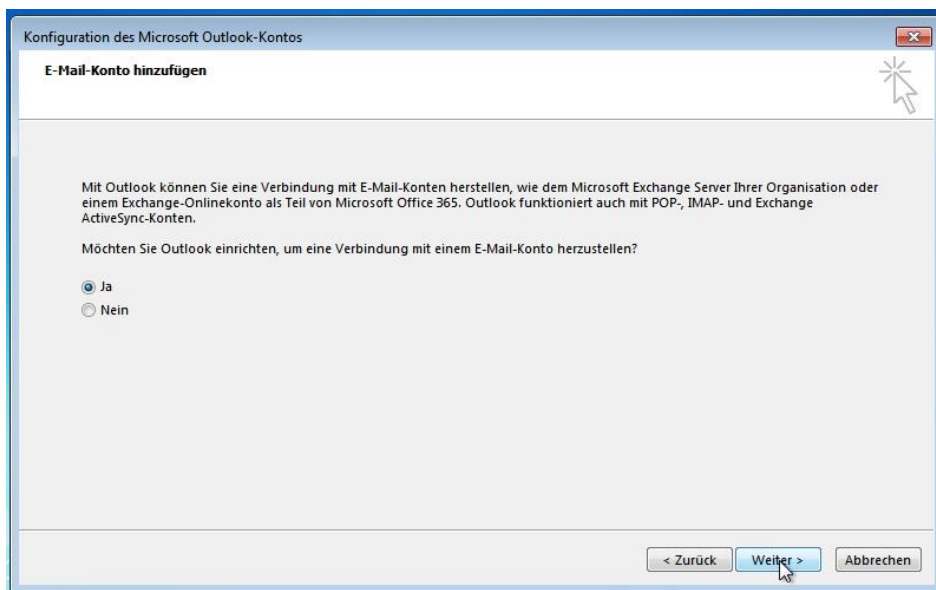 Konfiguration des Microsoft Outlook-Kontos
E-Mail-Konto hinzufügen
Mit Outlook können Sie eine Verbindung mit E-Mail-Konten herstellen, wie dem Microsoft Exchange Server Ihrer Organisation oder
einem Exchange-Onlinekonto als Teil von Microsoft Office 365. Outlook funktioniert auch mit POP-, IMAP- und Exchange
ActiveSync-Konten.
Möchten Sie Outlook einrichten, um eine Verbindung mit einem E-Mail-Konto herzustellen?
Ja
Nein
< Zurück Weiter > Abbrechen